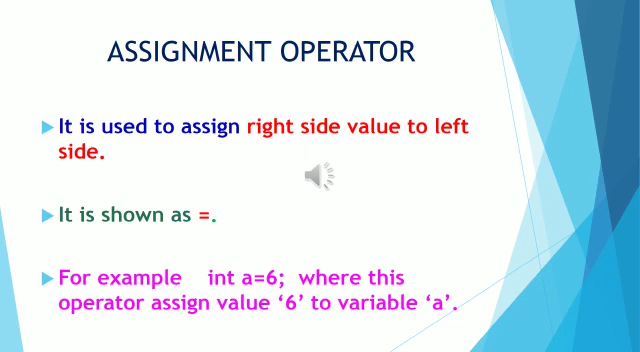 ASSIGNMENT OPERATOR
It is used to assign right side value to left
side.
It is shown as =.
For example int a=6; where this
operator assign value ‘6’ to variable ‘a’.